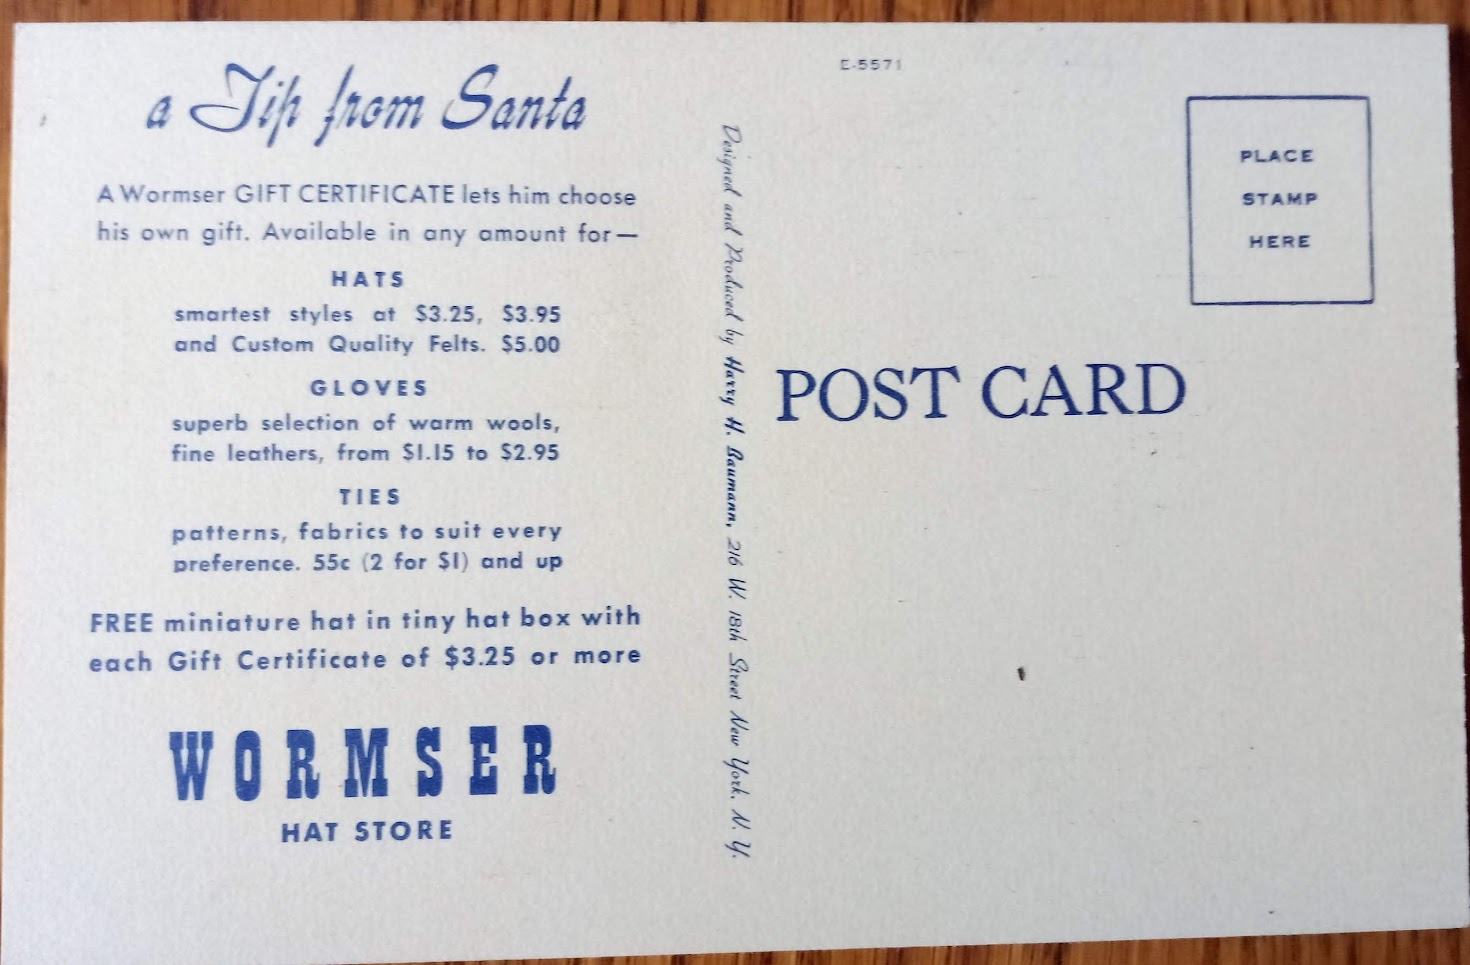 a Tip from Santa
A Wormser GIFT CERTIFICATE lets him choose
his own gift. Available in any amount for—
HATS
smartest styles at $3.25, $3.95
and Custom Quality Felts. $5.00
GLOVES
superb selection of warm wools,
fine leathers, from $1.15 to $2.95
TIES
patterns, fabrics to suit every
preference. 55c (2 for $1) and up
FREE miniature hat in tiny hat box with
each Gift Certificate of $3.25 or more
WORMSER
HAT STORE
Designed and Produced by Harry H. Baumann, 216 W. 18th Street New York, N. Y.
E-5571
PLACE
STAMP
HERE
POST CARD